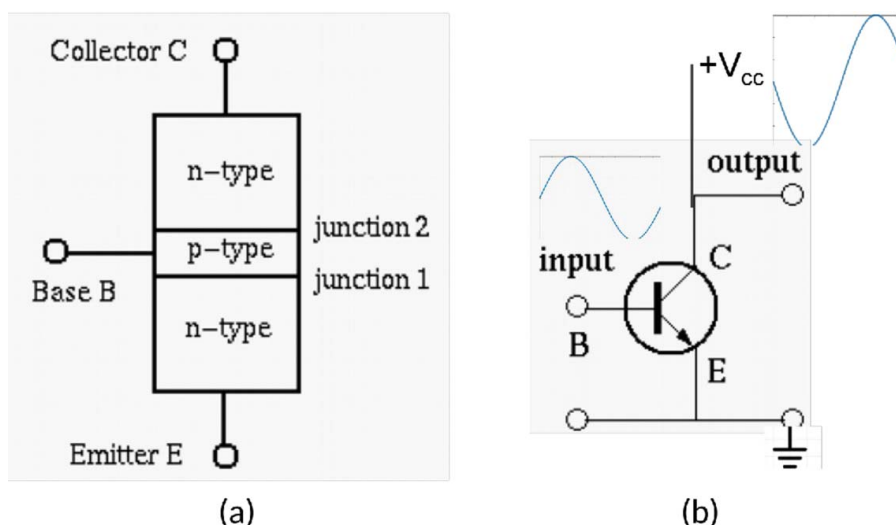 Collector C
n-type
junction 2
p-type
junction 1
Base B
n-type
Emitter E
(a)
+Vcc
output
input
C
B
E
(b)